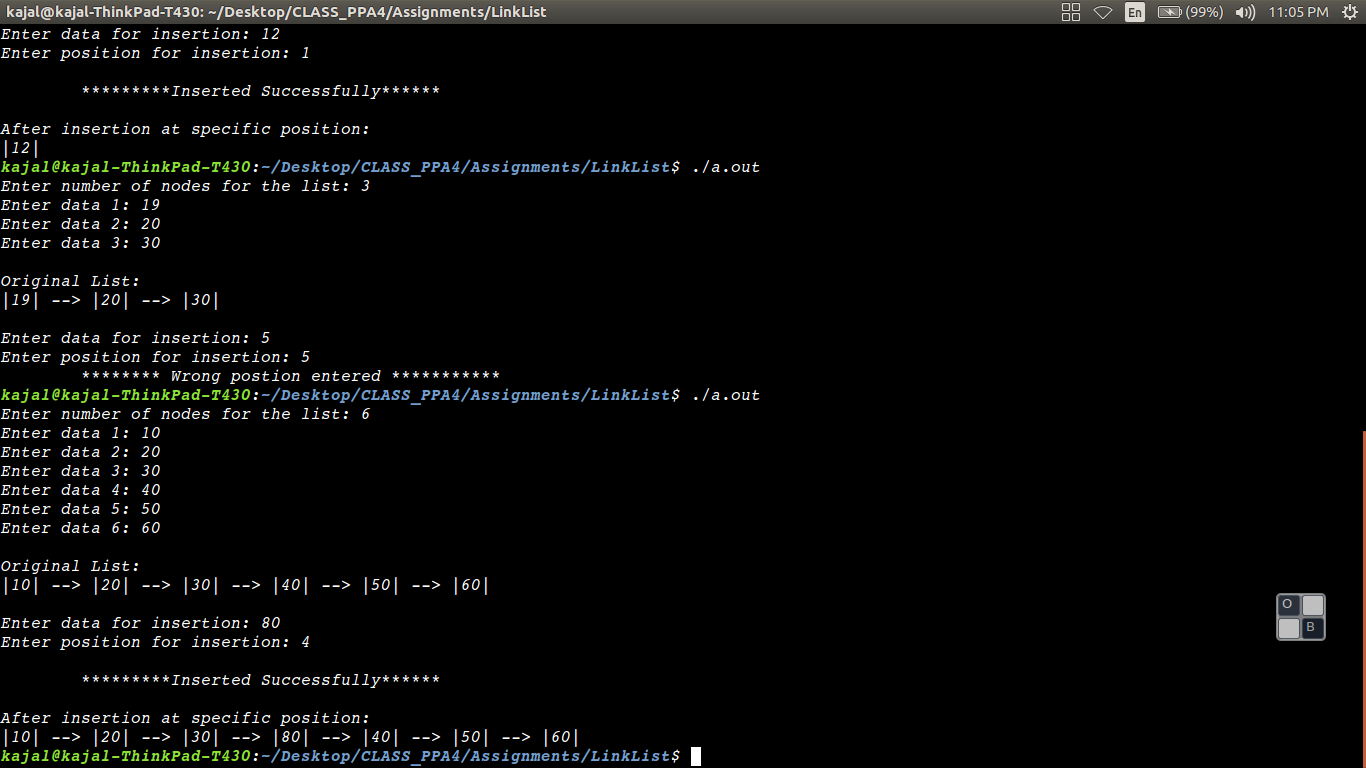 kajal@kajal-ThinkPad-T430: ~/Desktop/CLASS_PPA4/Assignments/LinkList En (99%) 11:05 PM
Enter data for insertion: 12
Enter position for insertion: 1
*********Inserted Successfully******
After insertion at specific position:
|12|
kajal@kajal-ThinkPad-T430:~/Desktop/CLASS_PPA4/Assignments/LinkList$ ./a.out
Enter number of nodes for the list: 3
Enter data 1: 19
Enter data 2: 20
Enter data 3: 30
Original List:
|19| --> |20| --> |30|
Enter data for insertion: 5
Enter position for insertion: 5
******** Wrong postion entered ***********
kajal@kajal-ThinkPad-T430:~/Desktop/CLASS_PPA4/Assignments/LinkList$ ./a.out
Enter number of nodes for the list: 6
Enter data 1: 10
Enter data 2: 20
Enter data 3: 30
Enter data 4: 40
Enter data 5: 50
Enter data 6: 60
Original List:
|10| --> |20| --> |30| --> |40| --> |50| --> |60|
O
B
Enter data for insertion: 80
Enter position for insertion: 4
*********Inserted Successfully******
After insertion at specific position:
|10| --> |20| --> |30| --> |80| --> |40| --> |50| --> |60|
kajal@kajal-ThinkPad-T430:~/Desktop/CLASS_PPA4/Assignments/LinkList$